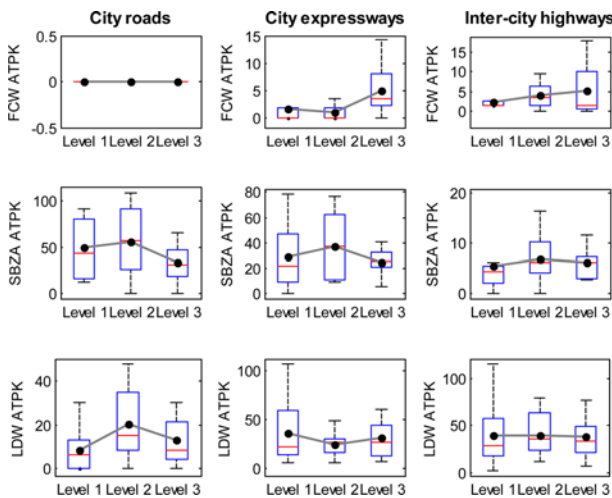 City roads City expressways Inter-city highways
FCW ATPK 0.5 0 -0.5 Level 1 Level 2 Level 3
FCW ATPK 15 10 5 0 Level 1 Level 2 Level 3
FCW ATPK 15 10 5 0 Level 1 Level 2 Level 3
SBZA ATPK 100 50 0 Level 1 Level 2 Level 3
SBZA ATPK 80 60 40 20 0 Level 1 Level 2 Level 3
SBZA ATPK 20 10 0 Level 1 Level 2 Level 3
LDW ATPK 40 20 0 Level 1 Level 2 Level 3
LDW ATPK 100 50 0 Level 1 Level 2 Level 3
LDW ATPK 100 50 0 Level 1 Level 2 Level 3